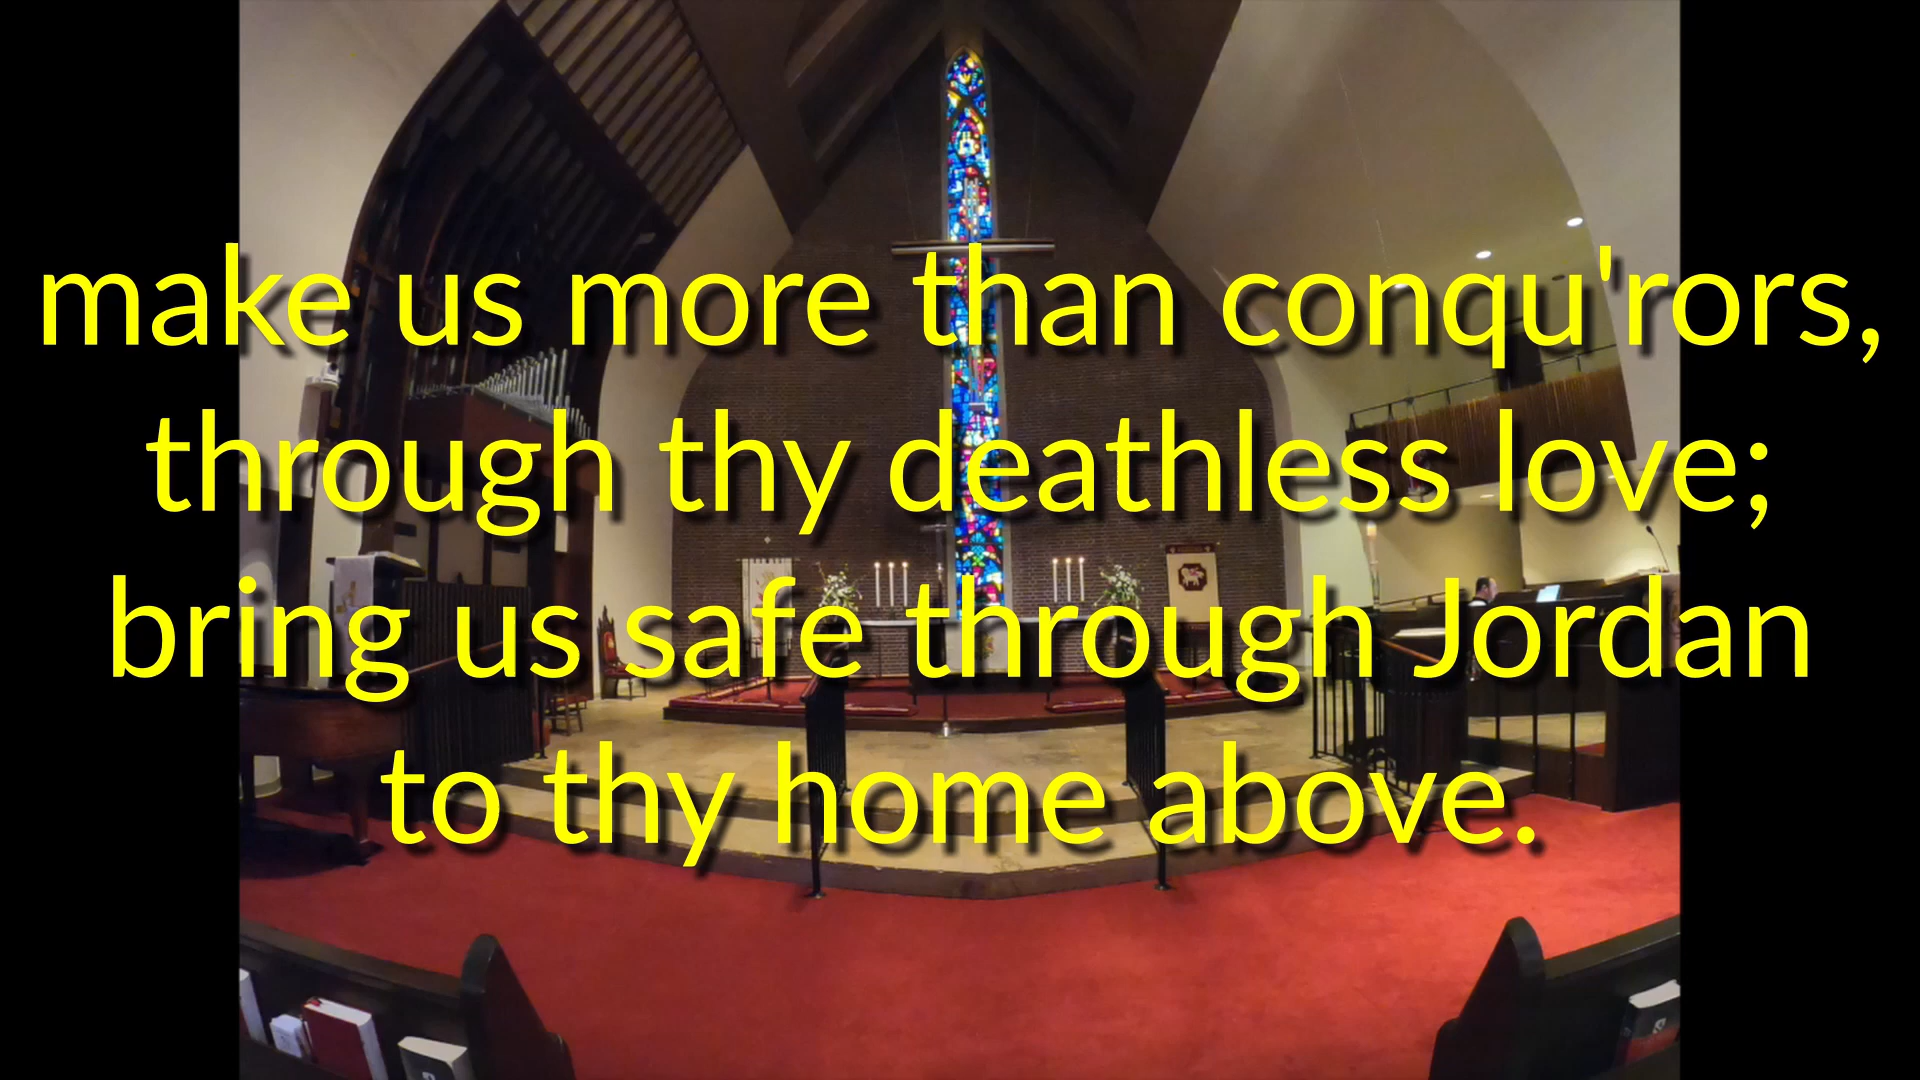 make us more than conqu'rors,
through thy deathless love;
bring us safe through Jordan
to thy home above.